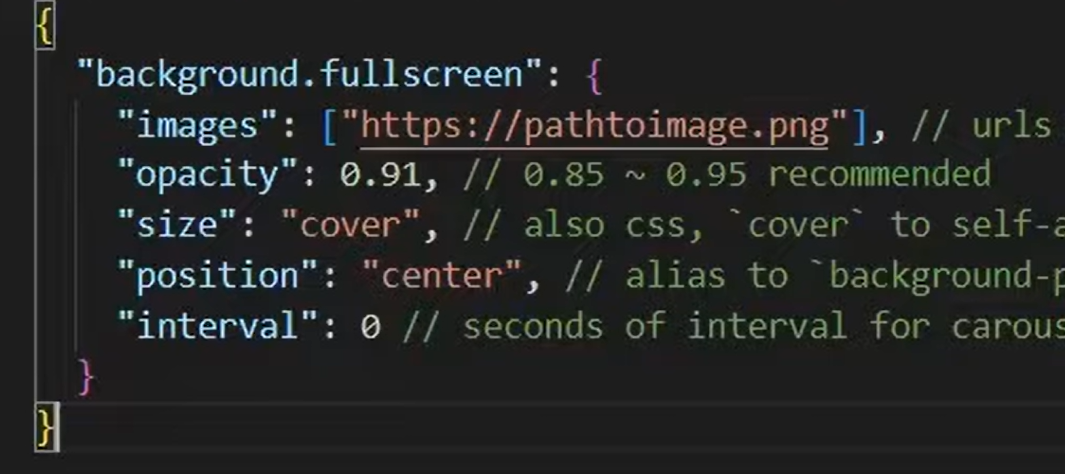 {
"background.fullscreen": {
"images": ["https://pathtoimage.png"], // urls
"opacity": 0.91, // 0.85 ~ 0.95 recommended
"size": "cover", // also css, `cover` to self-a
"position": "center", // alias to `background-p
"interval": 0 // seconds of interval for carous
}
}